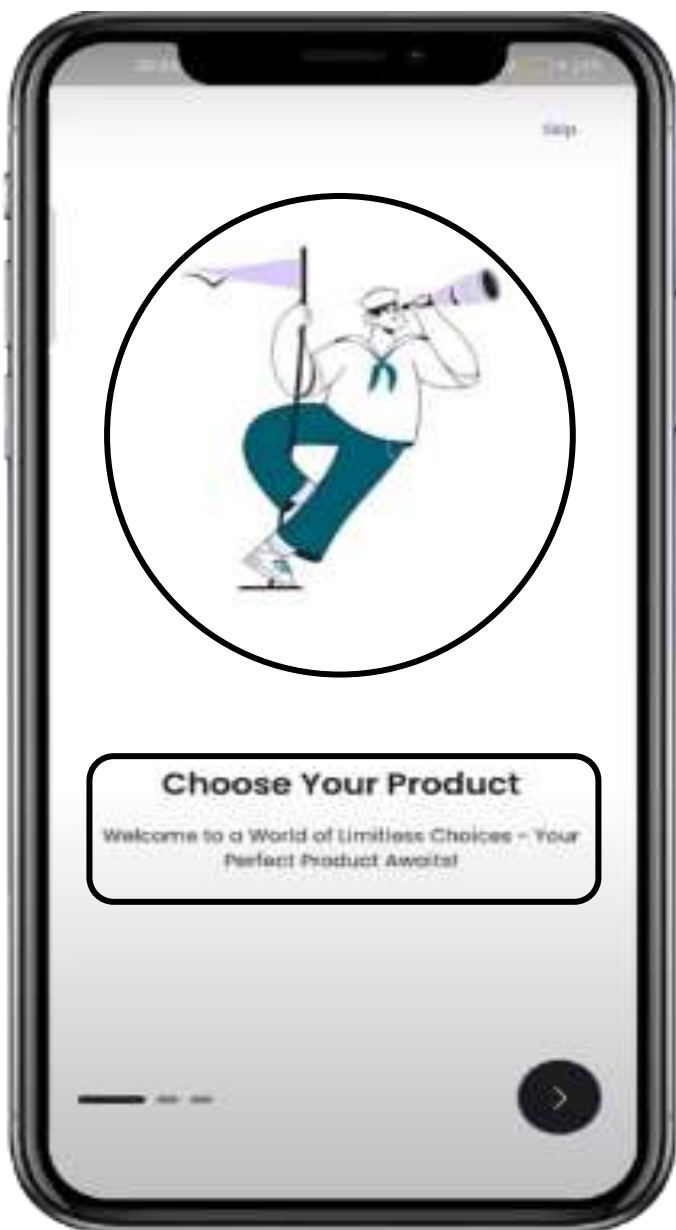 Skip
Choose Your Product
Welcome to a World of Limitless Choices - Your
Perfect Product Awaits!